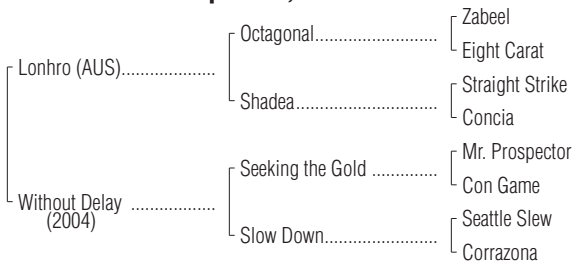 Zabeel
Octagonal
Eight Carat
Lonhro (AUS)
Straight Strike
Shadea
Concia
Mr. Prospector
Seeking the Gold
Con Game
Without Delay
(2004)
Seattle Slew
Slow Down
Corrazona